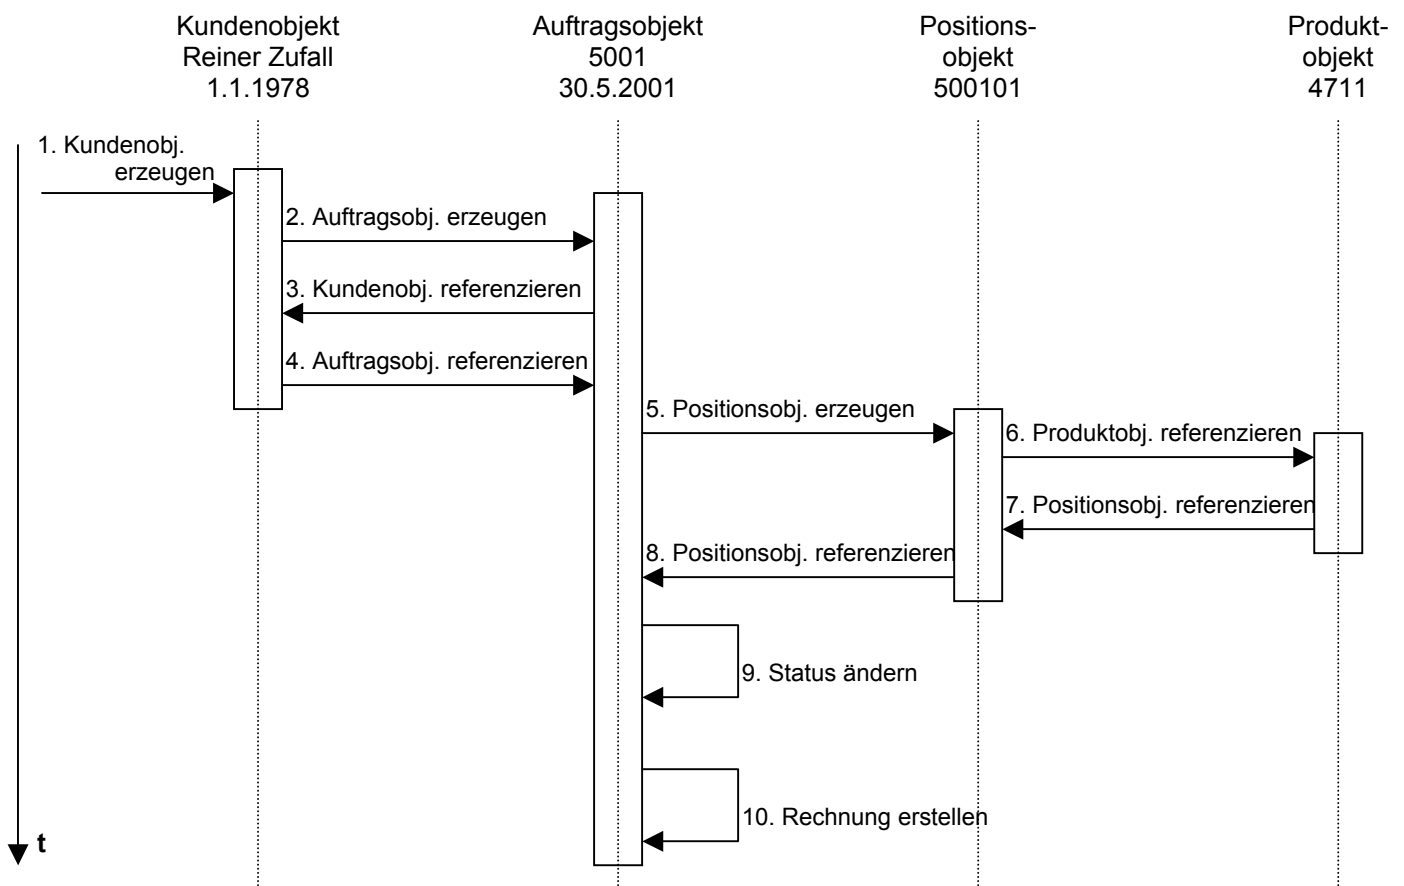 Kundenobjekt
Reiner Zufall
1.1.1978
Auftragsobjekt
5001
30.5.2001
Positions-
objekt
500101
Produkt-
objekt
4711
1. Kundenobj.
erzeugen
2. Auftragsobj. erzeugen
3. Kundenobj. referenzieren
4. Auftragsobj. referenzieren
5. Positionsobj. erzeugen
6. Produktobj. referenzieren
7. Positionsobj. referenzieren
8. Positionsobj. referenzieren
9. Status ändern
10. Rechnung erstellen
t